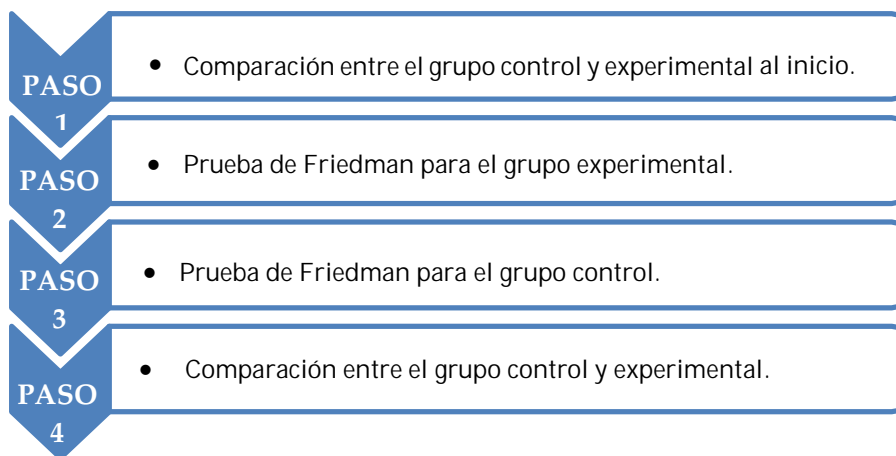 PASO
1
• Comparación entre el grupo control y experimental al inicio.
PASO
2
• Prueba de Friedman para el grupo experimental.
PASO
3
• Prueba de Friedman para el grupo control.
PASO
4
• Comparación entre el grupo control y experimental.